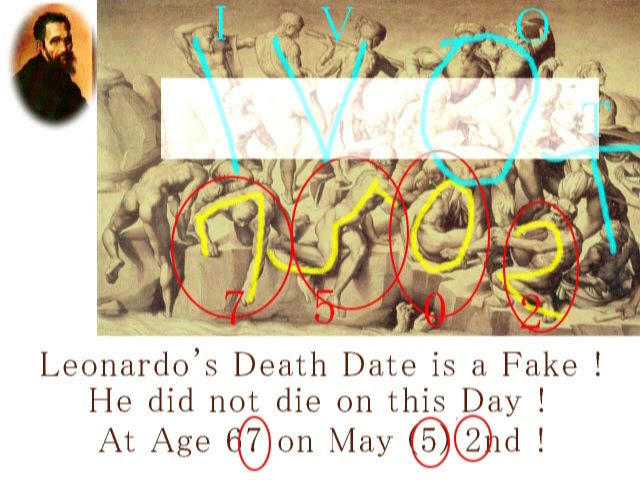 I V O
T
7 5 0 2
Leonardo's Death Date is a Fake !
He did not die on this Day !
At Age 67 on May (5) 2nd !